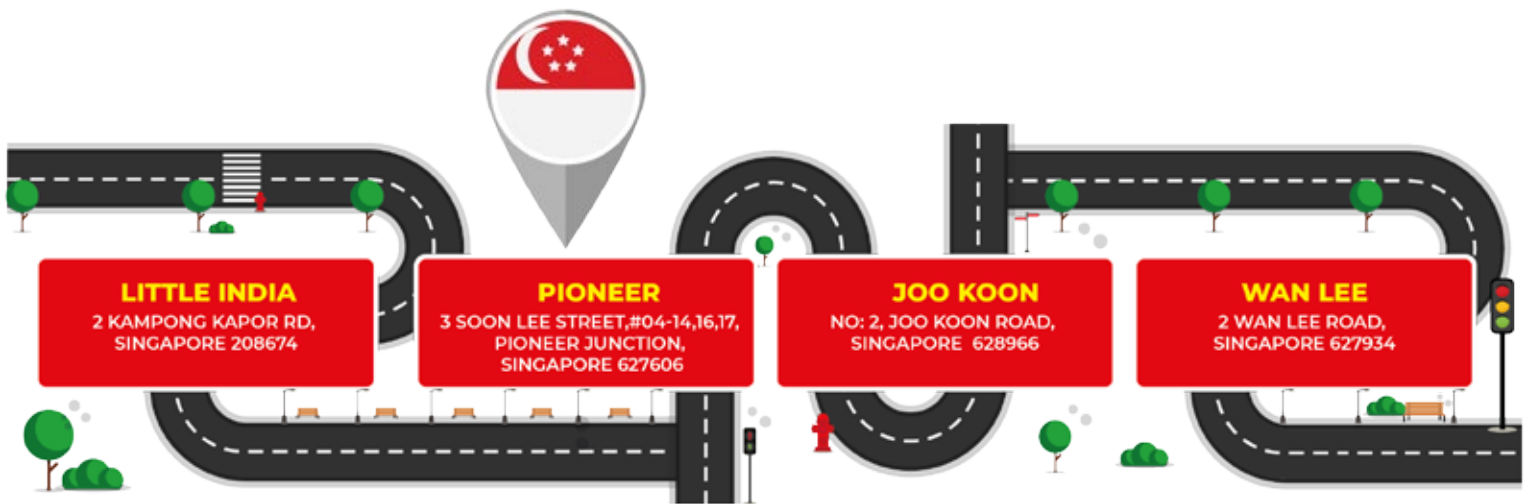 LITTLE INDIA
2 KAMPONG KAPOR RD,
SINGAPORE 208674
PIONEER
3 SOON LEE STREET,#04-14,16,17,
PIONEER JUNCTION,
SINGAPORE 627606
JOO KOON
NO: 2, JOO KOON ROAD,
SINGAPORE 628966
WAN LEE
2 WAN LEE ROAD,
SINGAPORE 627934